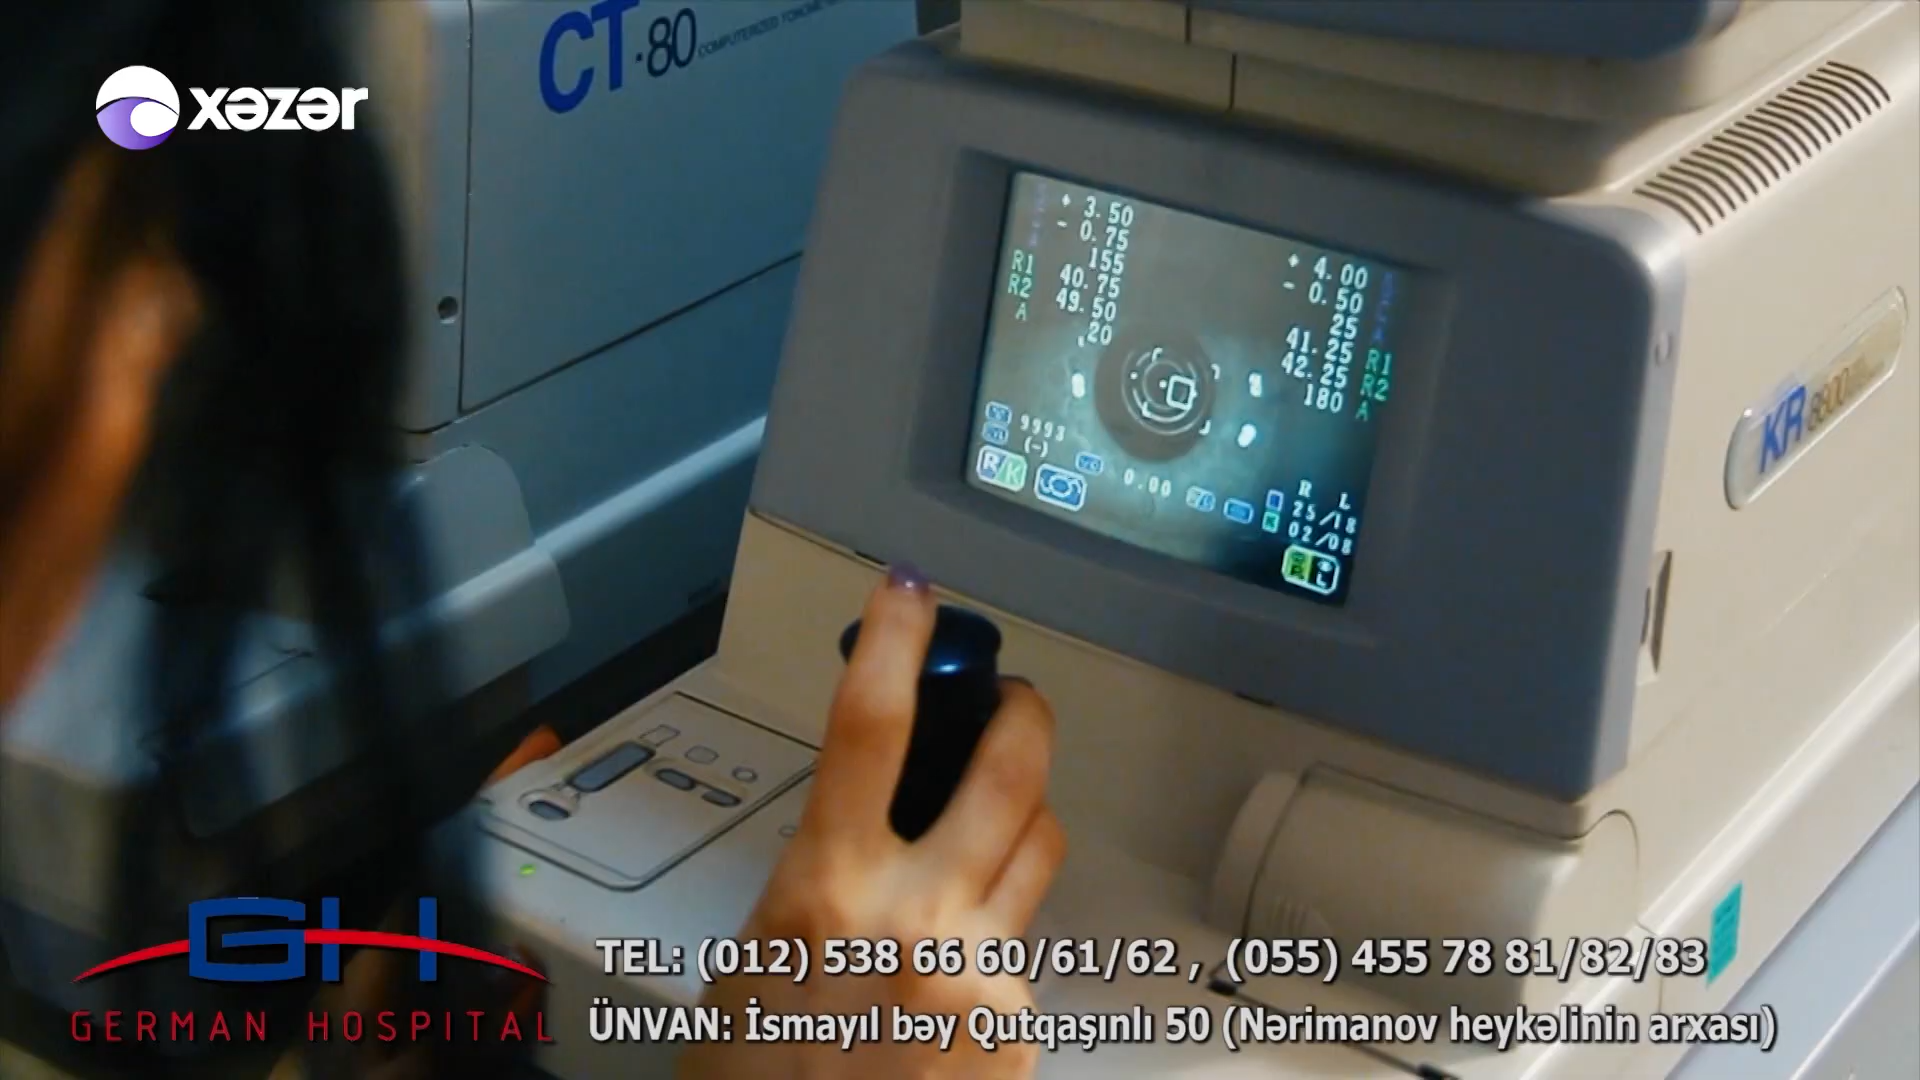 CT-80 COMPUTERIZED
xəzər
+ 3.50
- 0.75
155
R1 40.75
R2 49.50
A 20
+ 4.00
- 0.50
25
41.25 R1
42.25 R2
180 A
9993
(-)
R/K
0.00
R L
25/18
K 02/08
R L
KR 8800
GH
GERMAN HOSPITAL
TEL: (012) 538 66 60/61/62 , (055) 455 78 81/82/83
ÜNVAN: İsmayıl bəy Qutqaşınlı 50 (Nərimanov heykəlinin arxası)